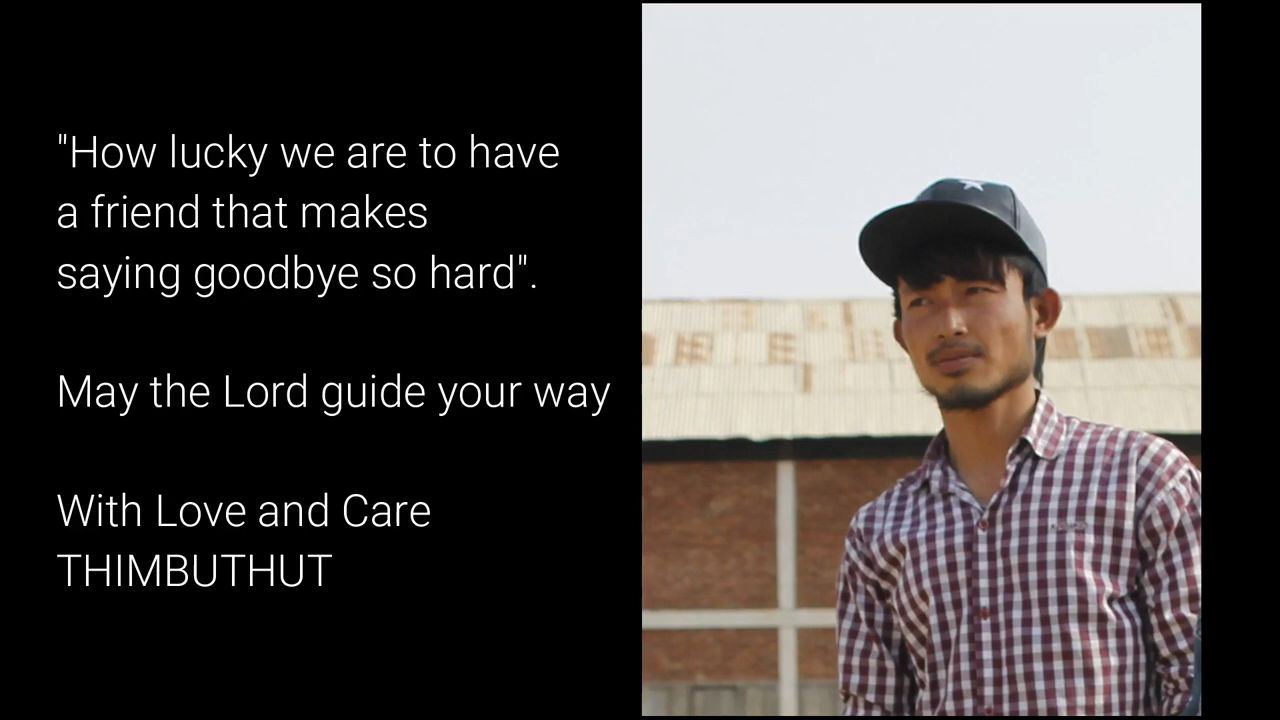 "How lucky we are to have
a friend that makes
saying goodbye so hard".
May the Lord guide your way
With Love and Care
THIMBUTHUT